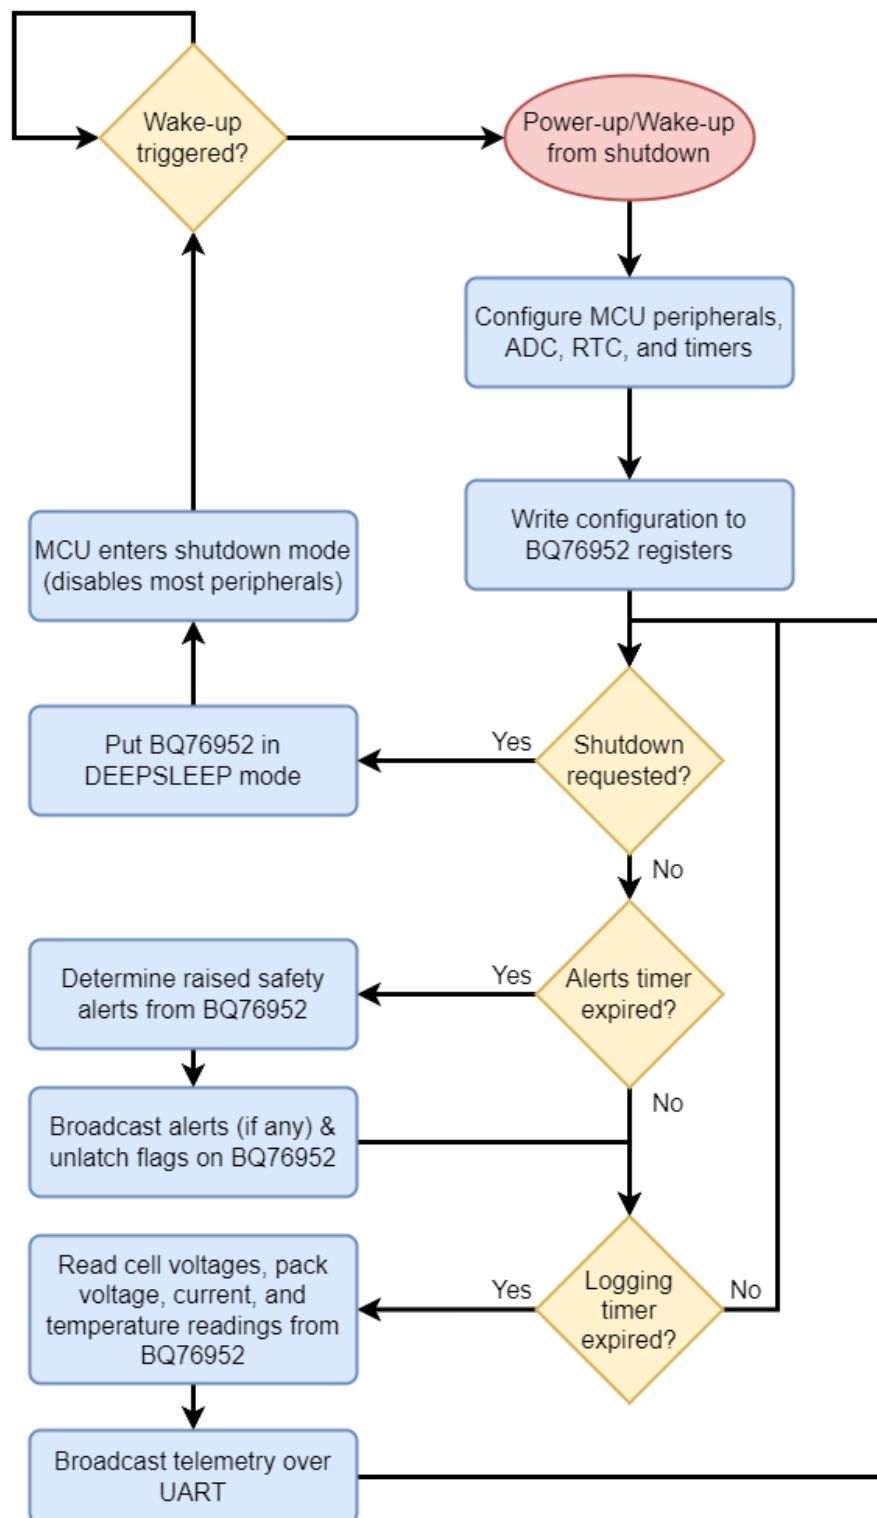 Wake-up
triggered?
Power-up/Wake-up
from shutdown
Configure MCU peripherals,
ADC, RTC, and timers
Write configuration to
BQ76952 registers
MCU enters shutdown mode
(disables most peripherals)
Shutdown
requested?
Yes
Put BQ76952 in
DEEPSLEEP mode
No
Alerts timer
expired?
Yes
Determine raised safety
alerts from BQ76952
Broadcast alerts (if any) &
unlatch flags on BQ76952
No
Logging
timer
expired?
No
Yes
Read cell voltages, pack
voltage, current, and
temperature readings from
BQ76952
Broadcast telemetry over
UART